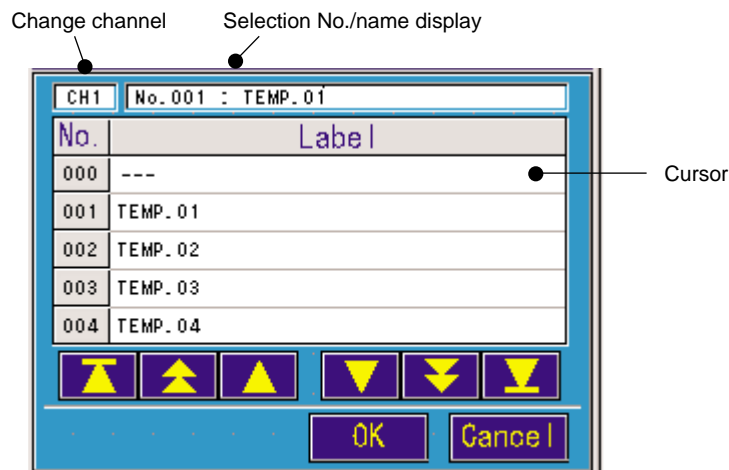 Change channel Selection No./name display
CH1 No.001 : TEMP.01
No. Label
000 ---
Cursor
001 TEMP.01
002 TEMP.02
003 TEMP.03
004 TEMP.04
OK Cancel